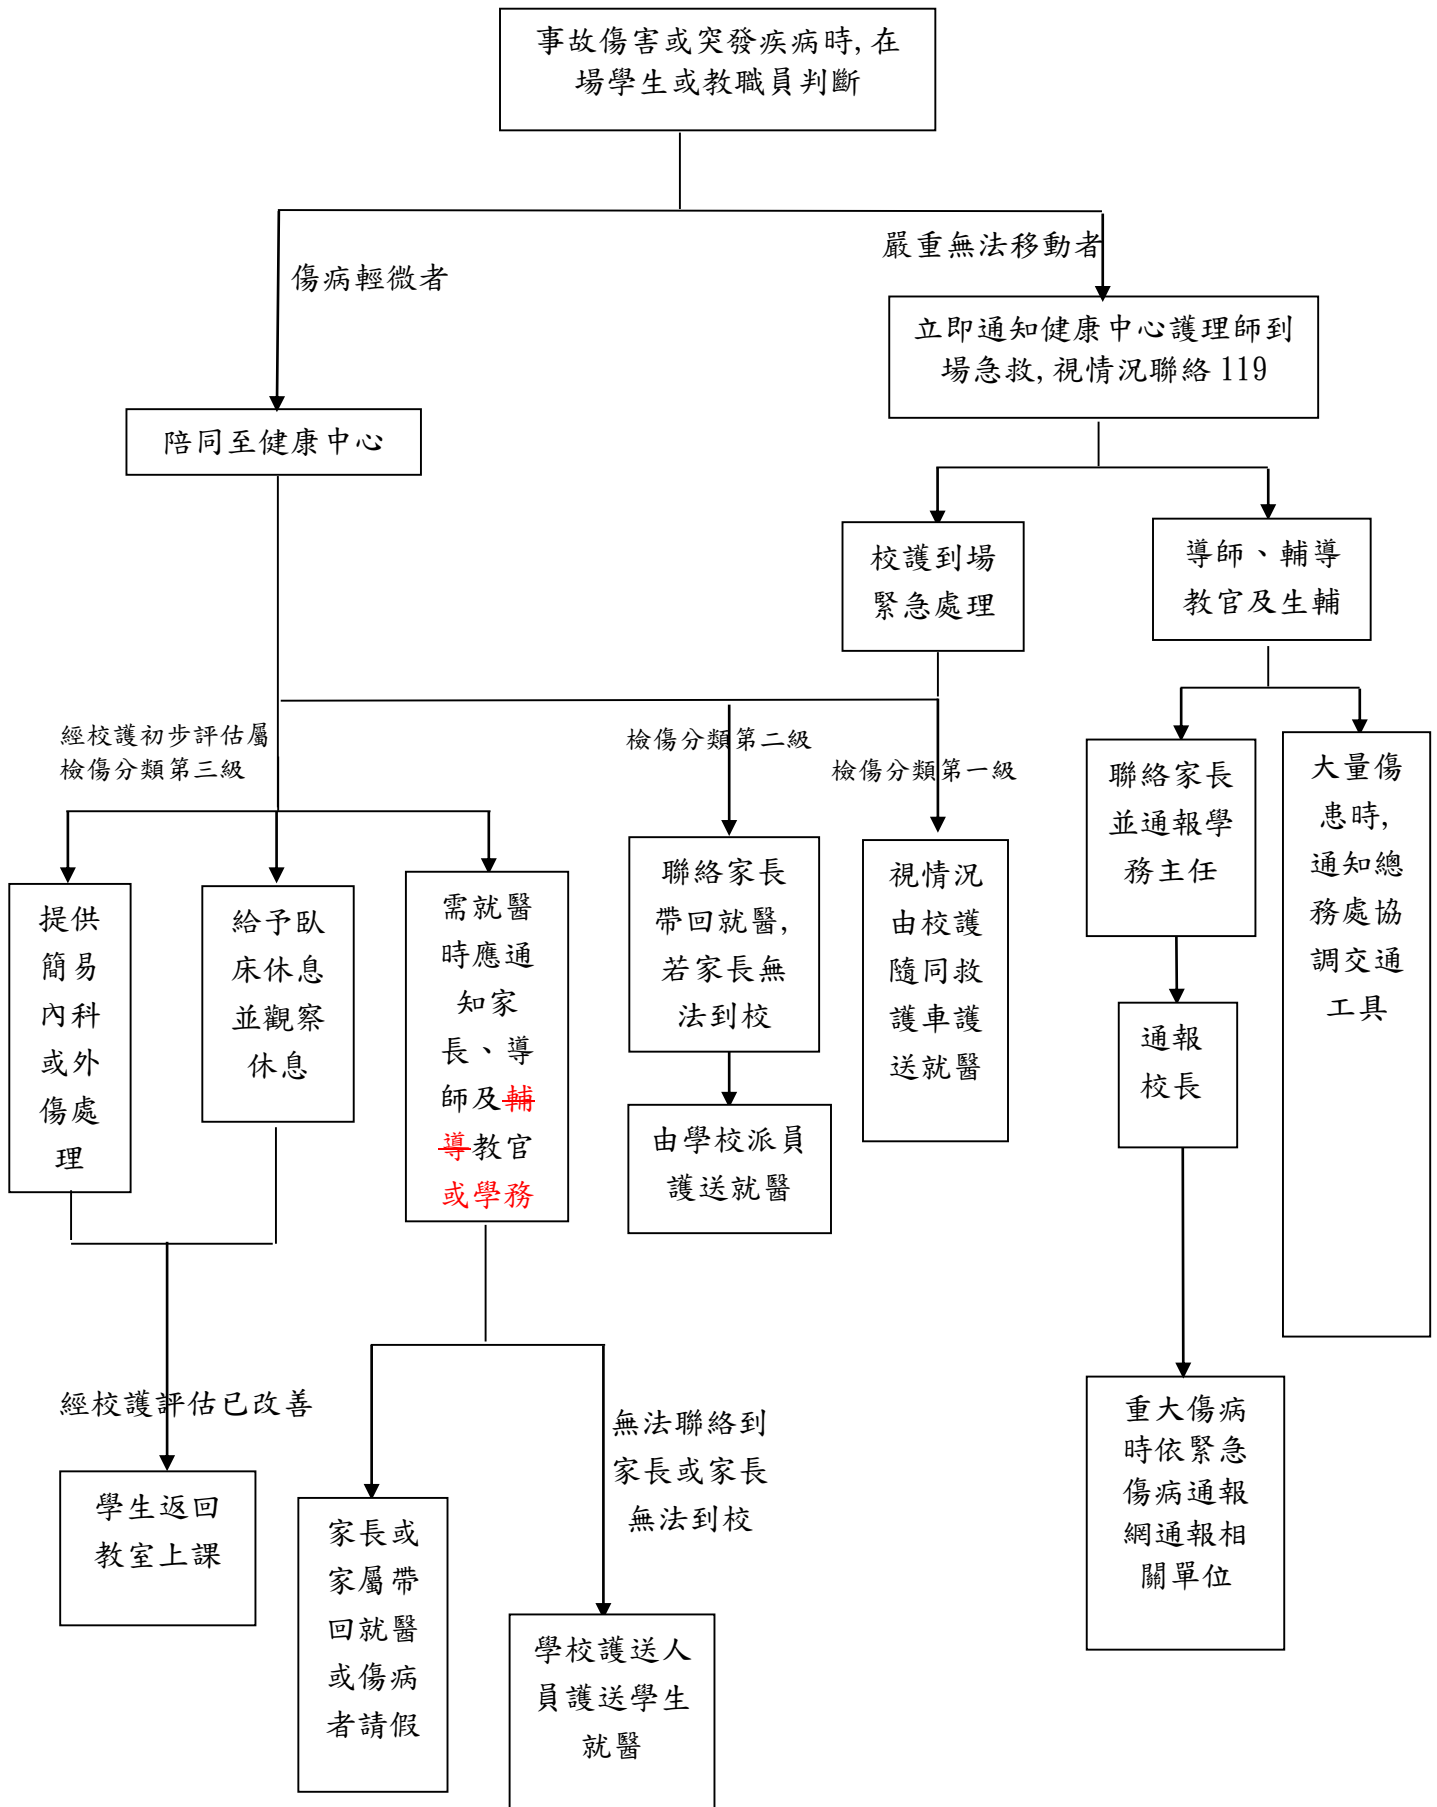 事故傷害或突發疾病時,在
場學生或教職員判斷
傷病輕微者
嚴重無法移動者
立即通知健康中心護理師到
場急救,視情況聯絡 119
陪同至健康中心
校護到場
緊急處理
導師、輔導
教官及生輔
經校護初步評估屬
檢傷分類第三級
檢傷分類第二級
檢傷分類第一級
提供
簡易
內科
或外
傷處
理
給予臥
床休息
並觀察
休息
需就醫
時應通
知家
長、導
師及輔
導教官
或學務
聯絡家長
帶回就醫,
若家長無
法到校
由學校派員
護送就醫
視情況
由校護
隨同救
護車護
送就醫
聯絡家長
並通報學
務主任
通報
校長
大量傷
患時,
通知總
務處協
調交通
工具
經校護評估已改善
學生返回
教室上課
無法聯絡到
家長或家長
無法到校
家長或
家屬帶
回就醫
或傷病
者請假
學校護送人
員護送學生
就醫
重大傷病
時依緊急
傷病通報
網通報相
關單位